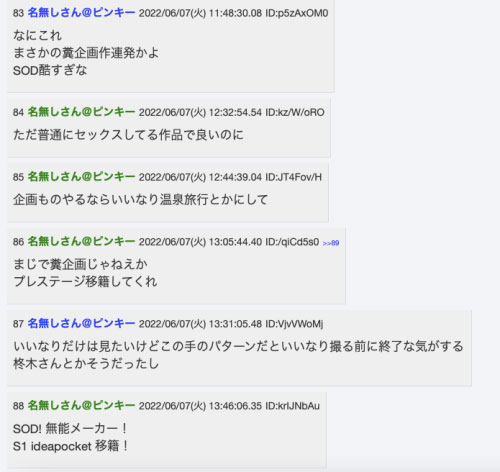 83 名無しさん@ピンキー 2022/06/07(火) 11:48:30.08 ID:p5zAxOM0
なにこれ
まさかの糞企画作連発かよ
SOD酷すぎな
84 名無しさん@ピンキー 2022/06/07(火) 12:32:54.54 ID:kz/W/oRO
ただ普通にセックスしてる作品で良いのに
85 名無しさん@ピンキー 2022/06/07(火) 12:44:39.04 ID:JT4Fov/H
企画ものやるならいいなり温泉旅行とかにして
86 名無しさん@ピンキー 2022/06/07(火) 13:05:44.40 ID:/qiCd5s0 >>89
まじで糞企画じゃねえか
プレステージ移籍してくれ
87 名無しさん@ピンキー 2022/06/07(火) 13:31:05.48 ID:VjvVWoMj
いいなりだけは見たいけどこの手のパターンだといいなり撮る前に終了な気がする
柊木さんとかそうだったし
88 名無しさん@ピンキー 2022/06/07(火) 13:46:06.35 ID:krIJNbAu
SOD! 無能メーカー！
S1 ideapocket 移籍！